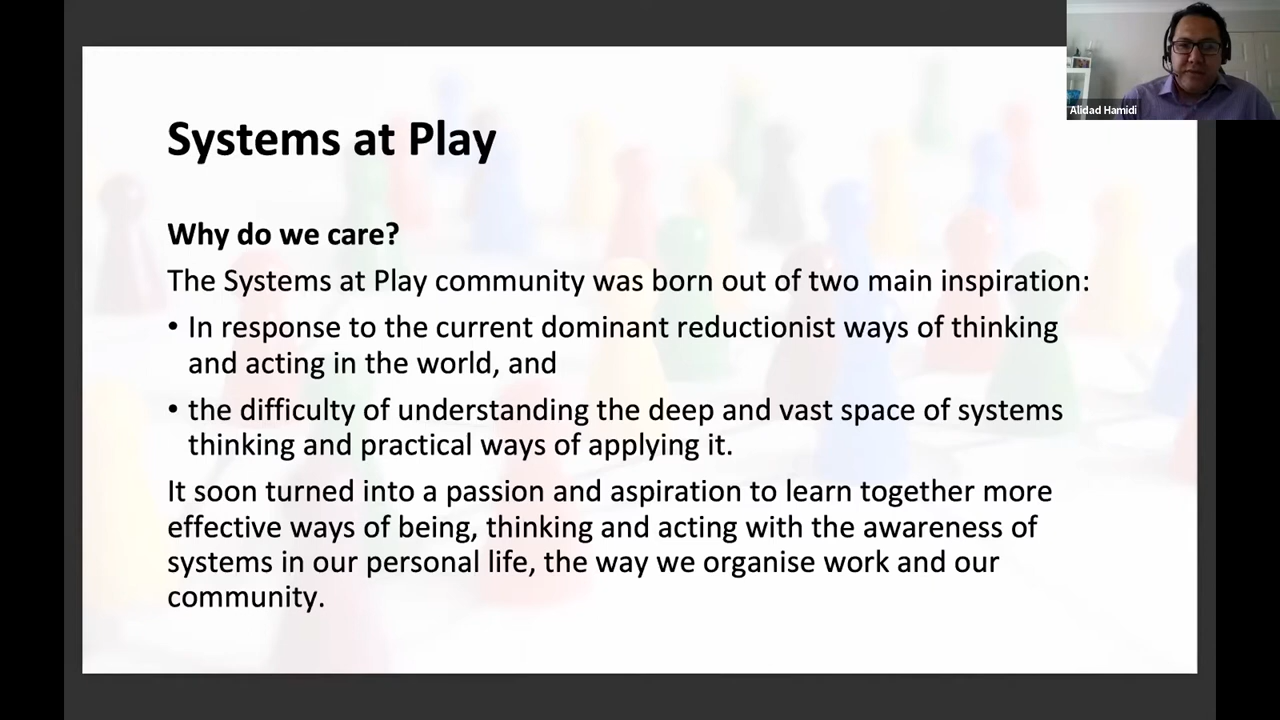 Alidad Hamidi
Systems at Play
Why do we care?
The Systems at Play community was born out of two main inspiration:
• In response to the current dominant reductionist ways of thinking
and acting in the world, and
• the difficulty of understanding the deep and vast space of systems
thinking and practical ways of applying it.
It soon turned into a passion and aspiration to learn together more
effective ways of being, thinking and acting with the awareness of
systems in our personal life, the way we organise work and our
community.